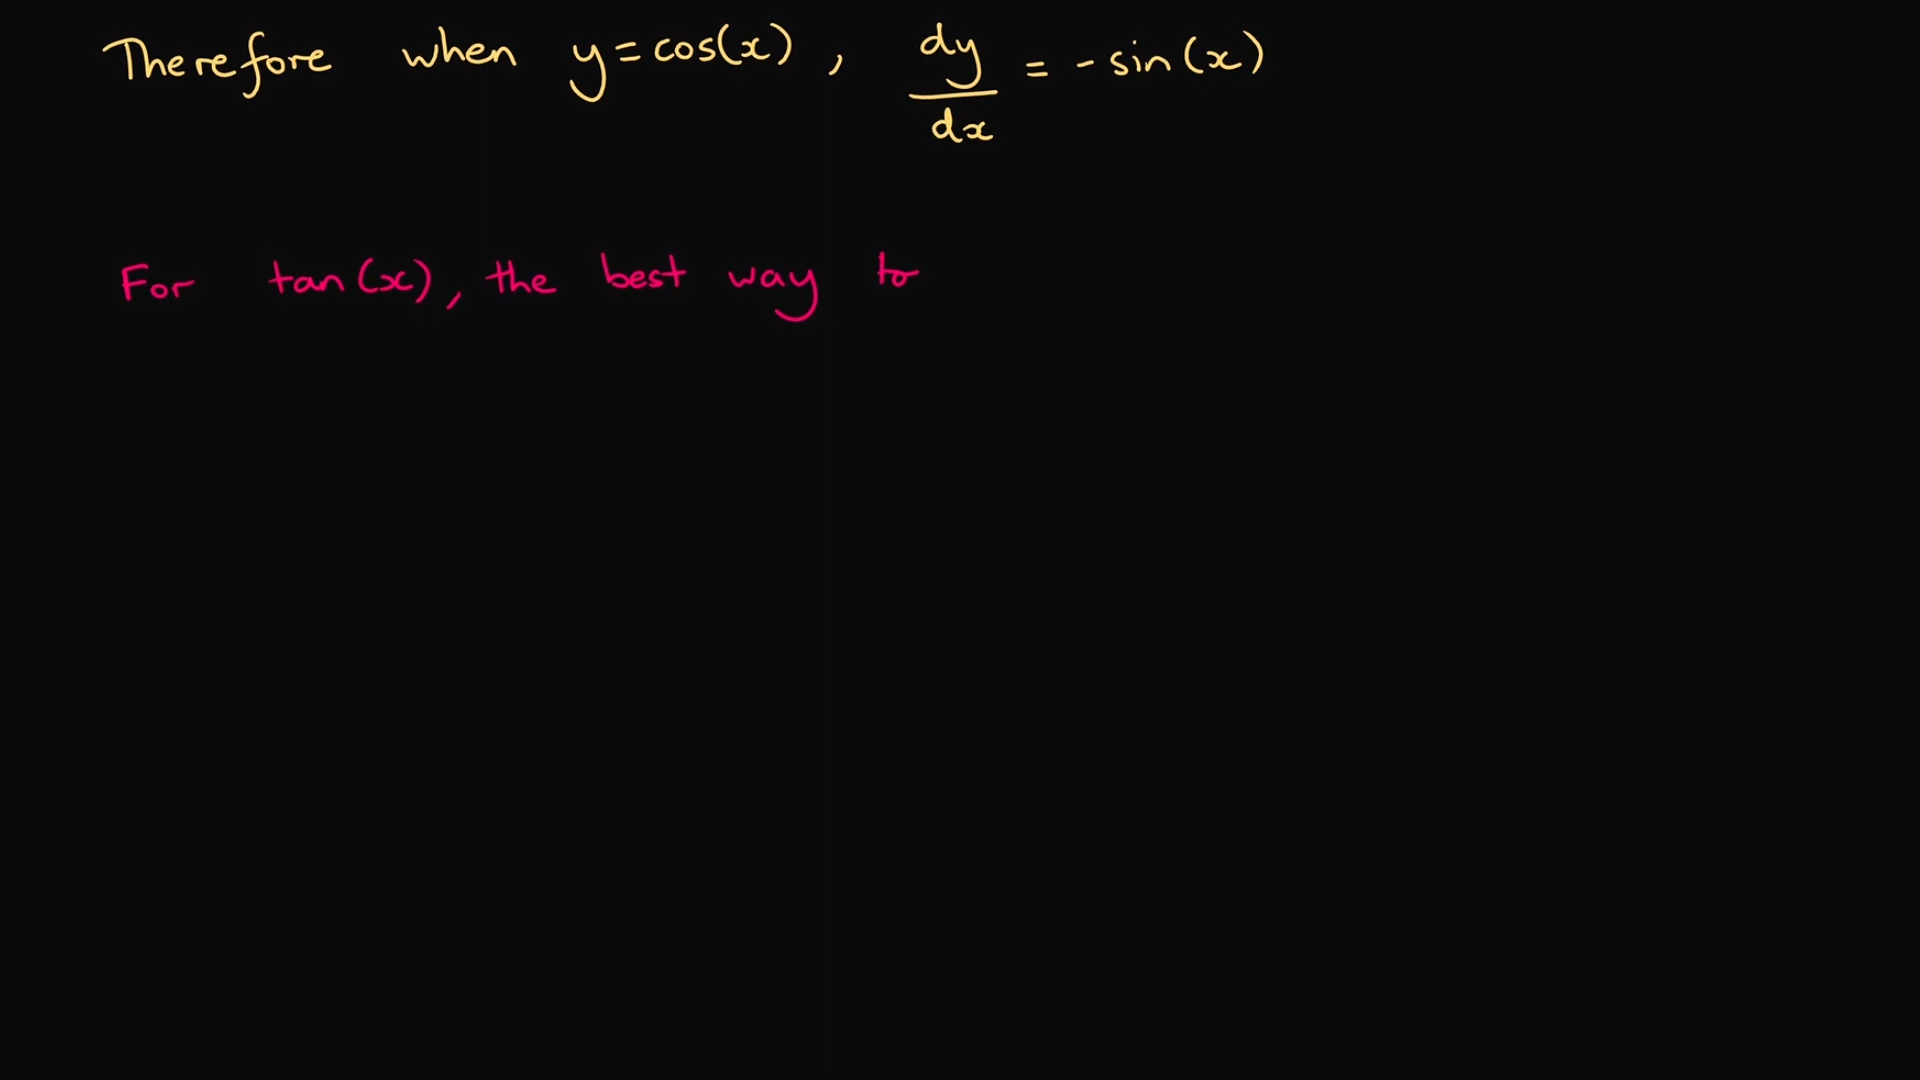 Therefore when y=cos(x), dy/dx = -sin(x)
For tan(x), the best way to